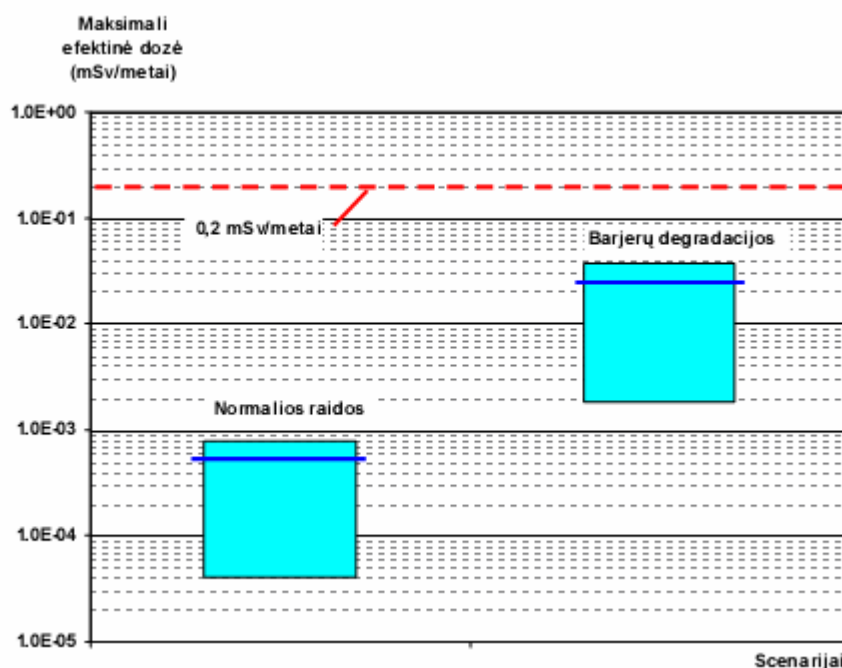 Maksimali
efektinė dozė
(mSv/metai)
1.0E+00
1.0E-01
0,2 mSv/metai
Barjerų degradacijos
1.0E-02
Normalios raidos
1.0E-03
1.0E-04
1.0E-05
Scenarijai